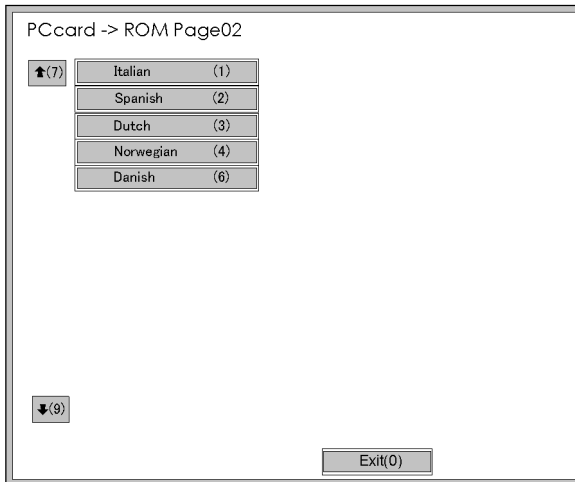 PCcard -> ROM Page02
⬆(7)
Italian (1)
Spanish (2)
Dutch (3)
Norwegian (4)
Danish (6)
⬇(9)
Exit(0)